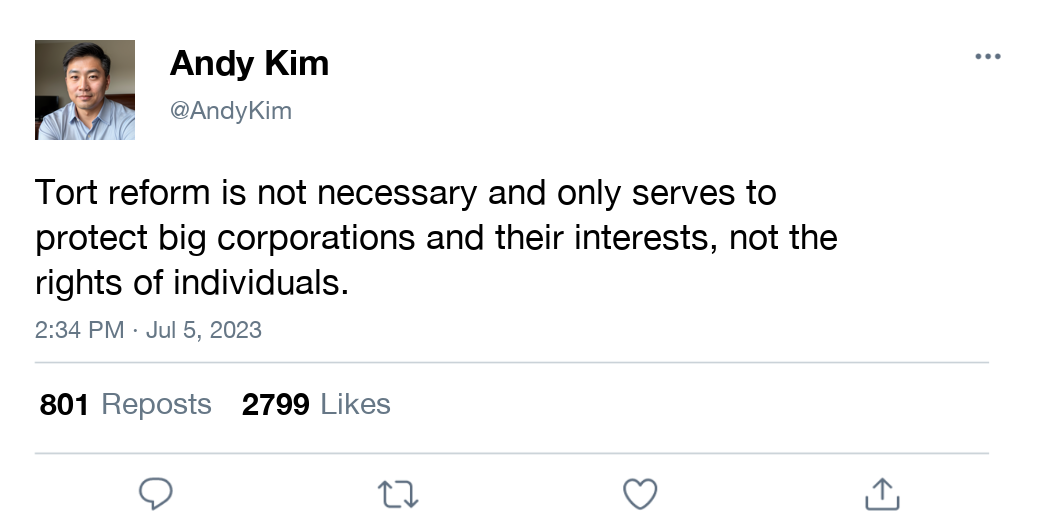 Andy Kim
@AndyKim
Tort reform is not necessary and only serves to
protect big corporations and their interests, not the
rights of individuals.
2:34 PM · Jul 5, 2023
801 Reposts 2799 Likes